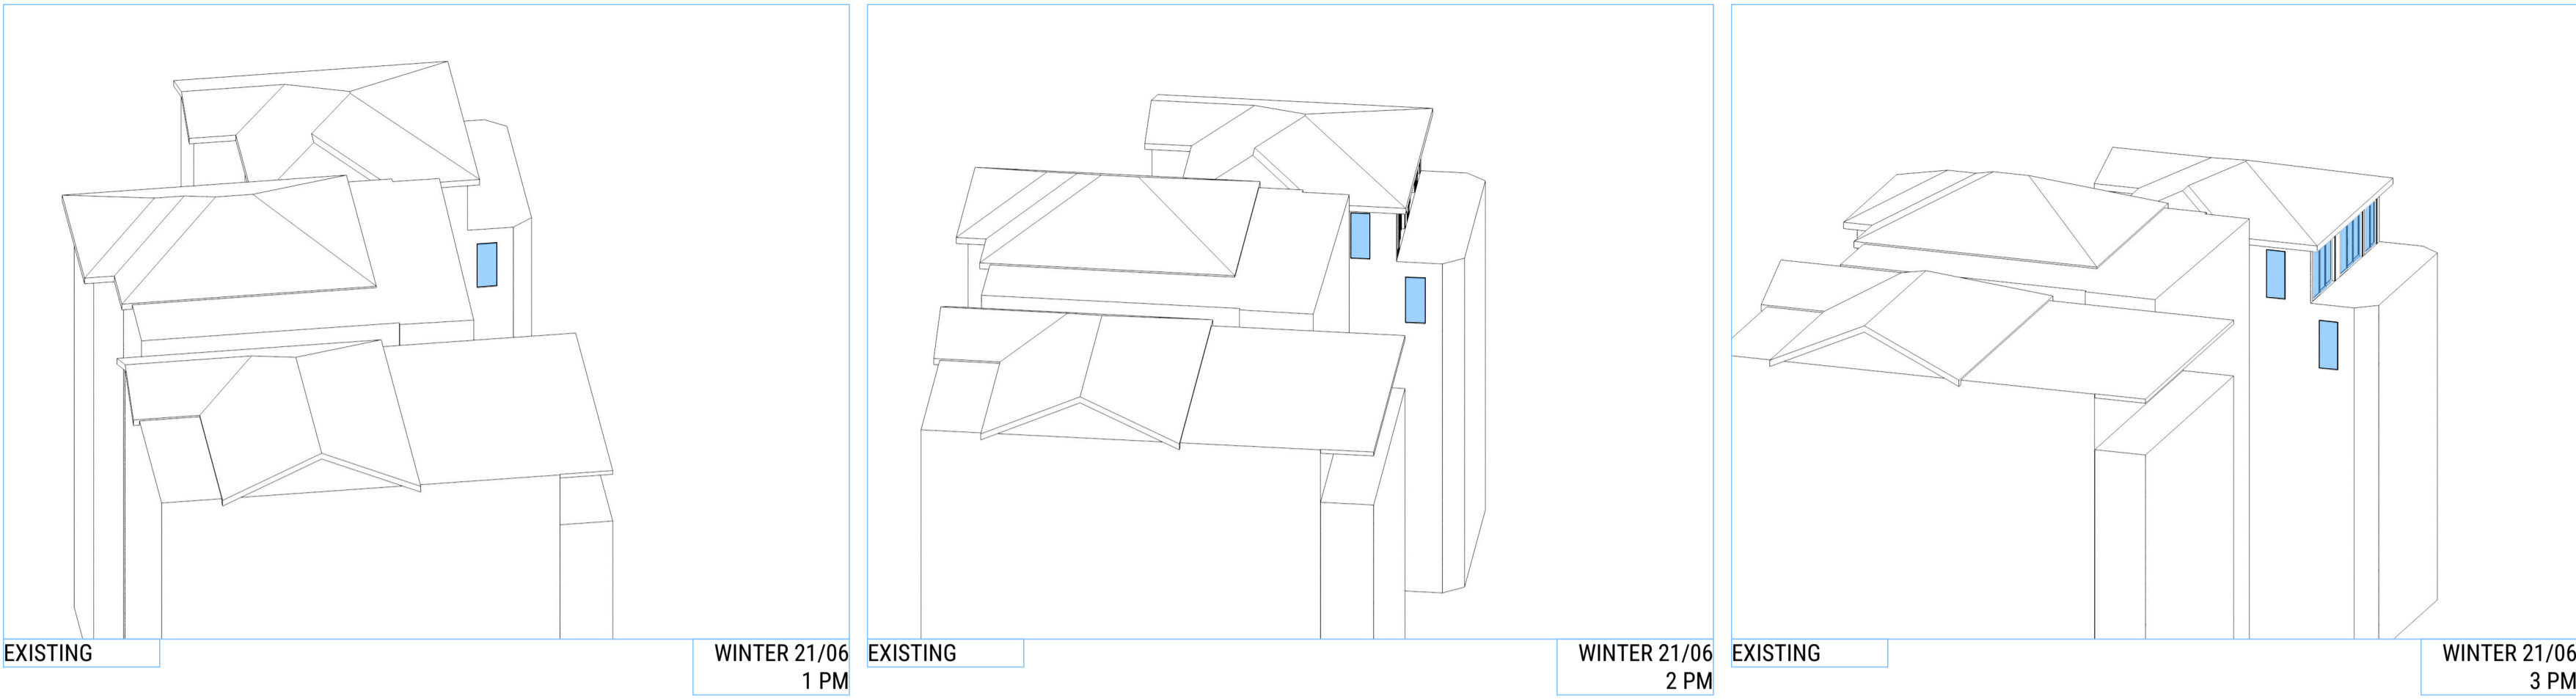 EXISTING
WINTER 21/06
1 PM
EXISTING
WINTER 21/06
2 PM
EXISTING
WINTER 21/06
3 PM